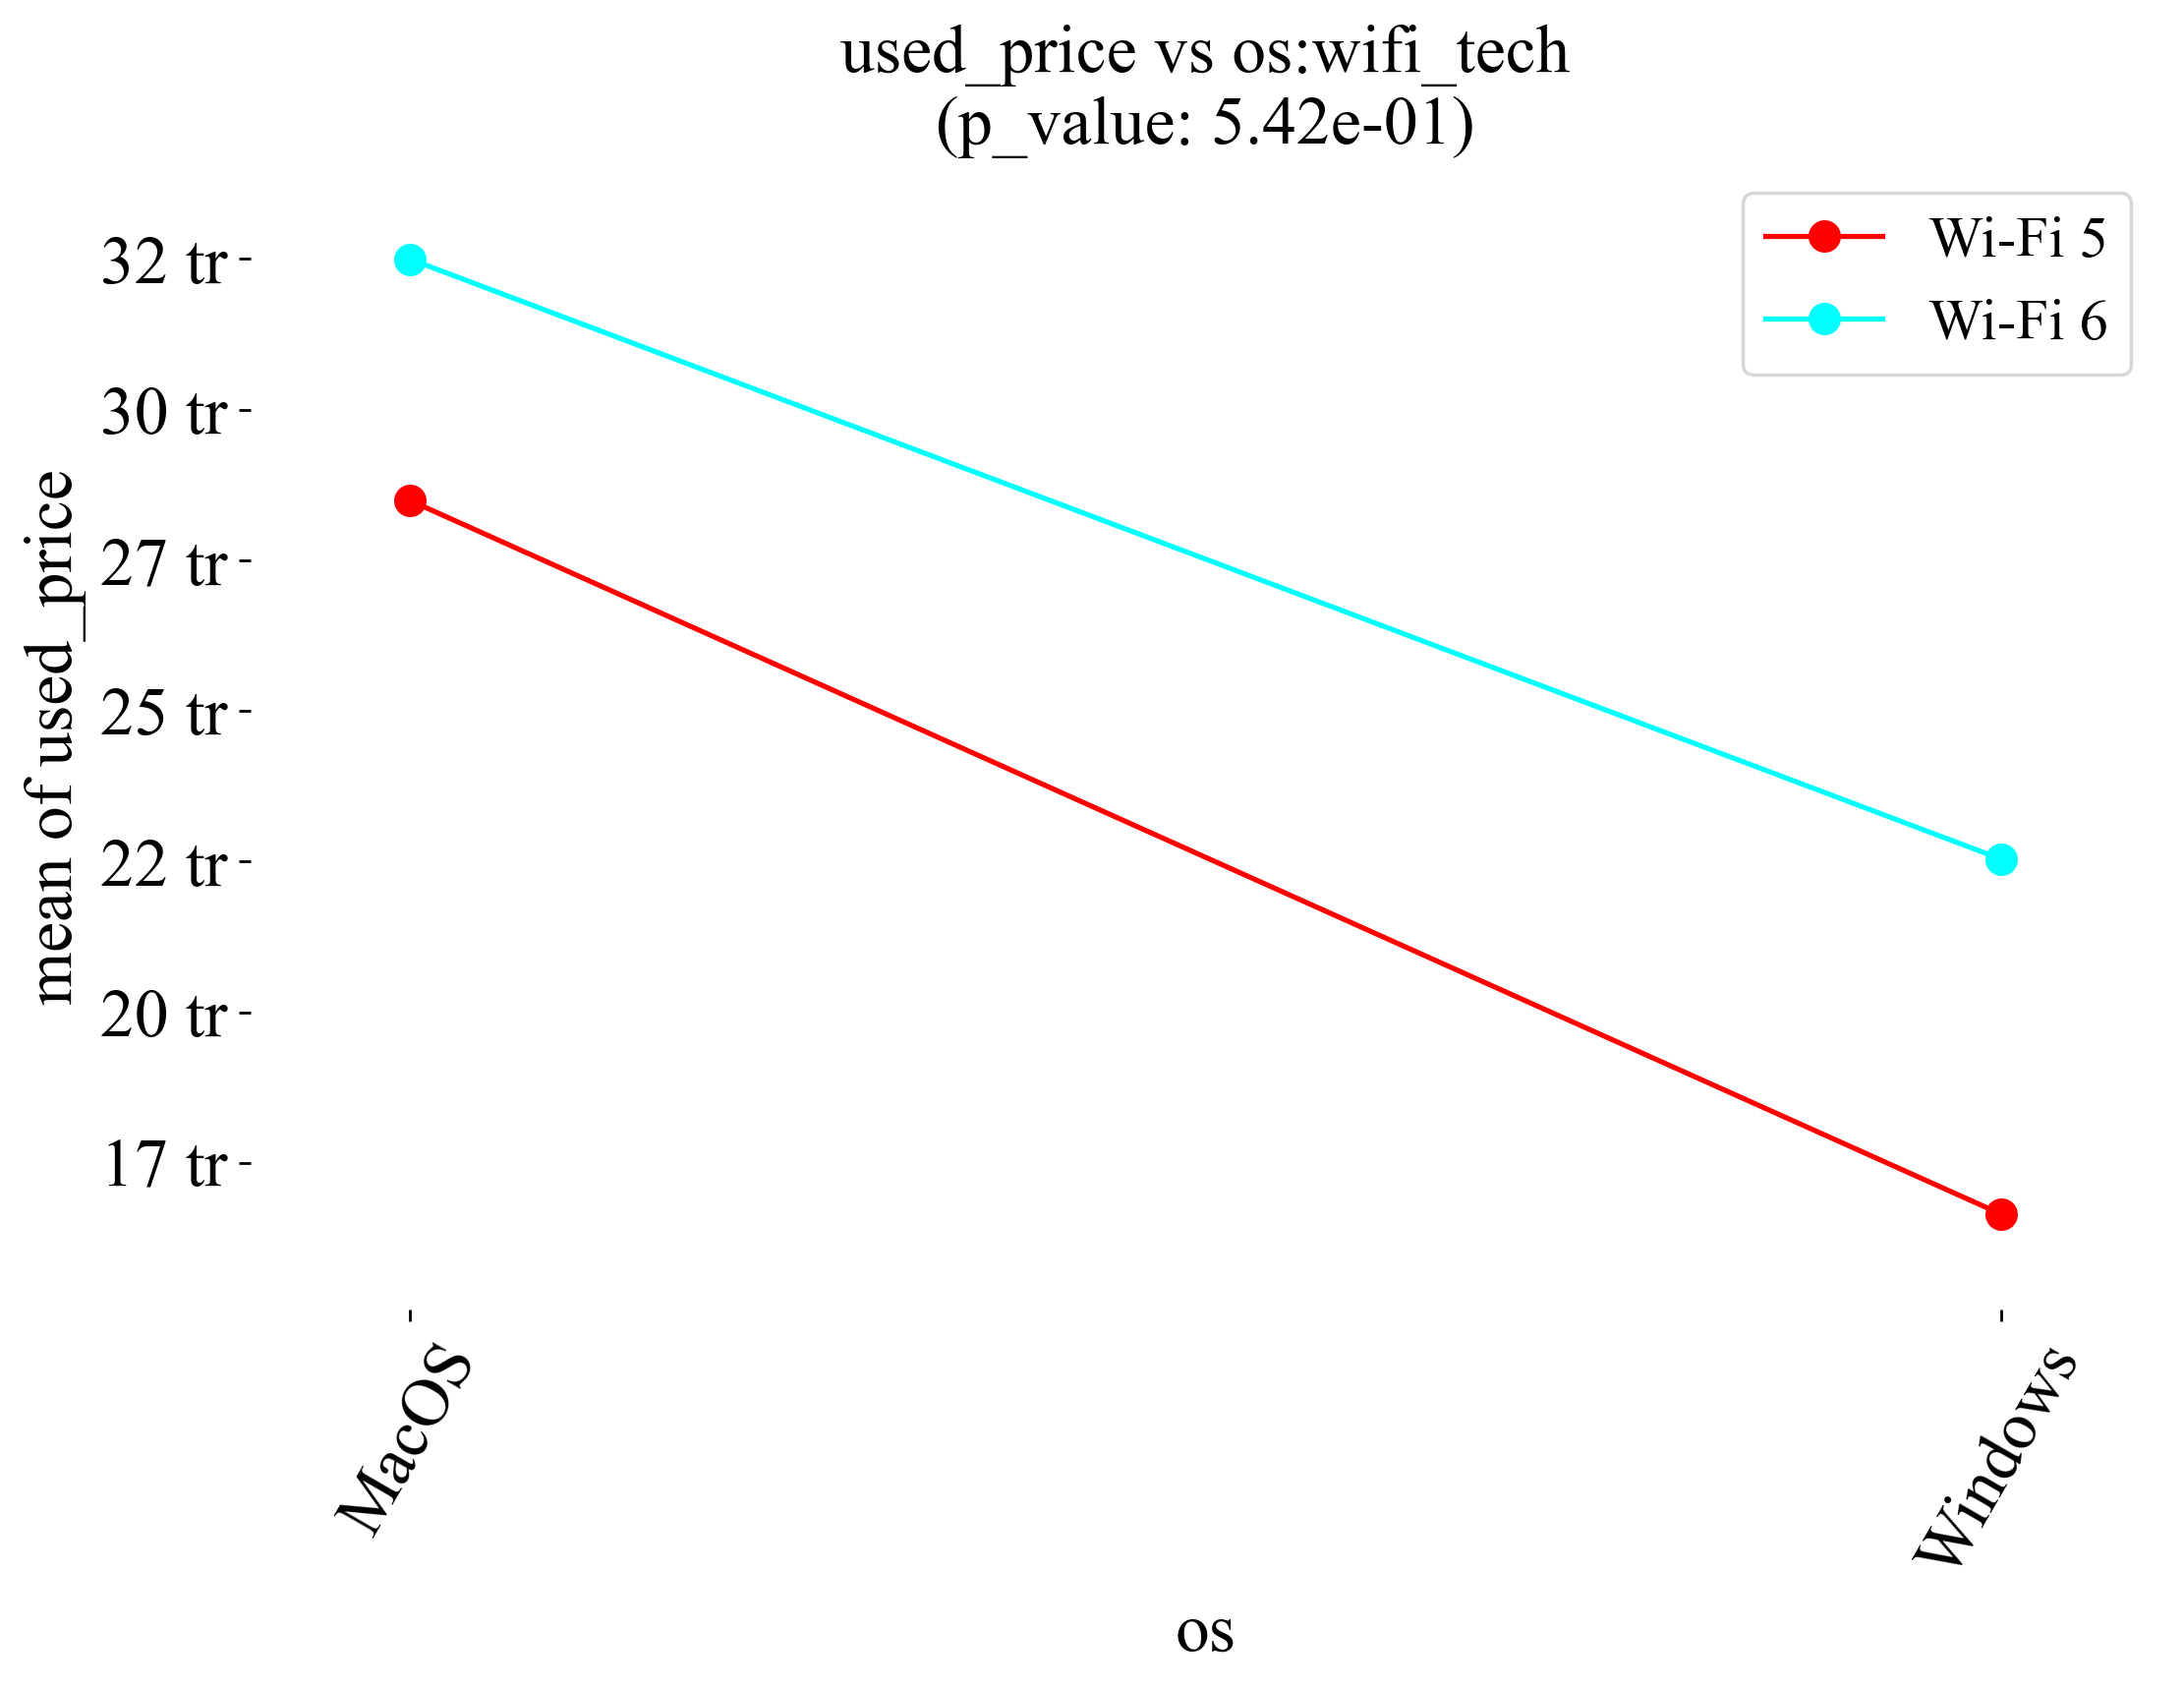 used_price vs os:wifi_tech
(p_value: 5.42e-01)
Wi-Fi 5
Wi-Fi 6
32 tr
30 tr
27 tr
25 tr
22 tr
20 tr
17 tr
mean of used_price
MacOS
Windows
os